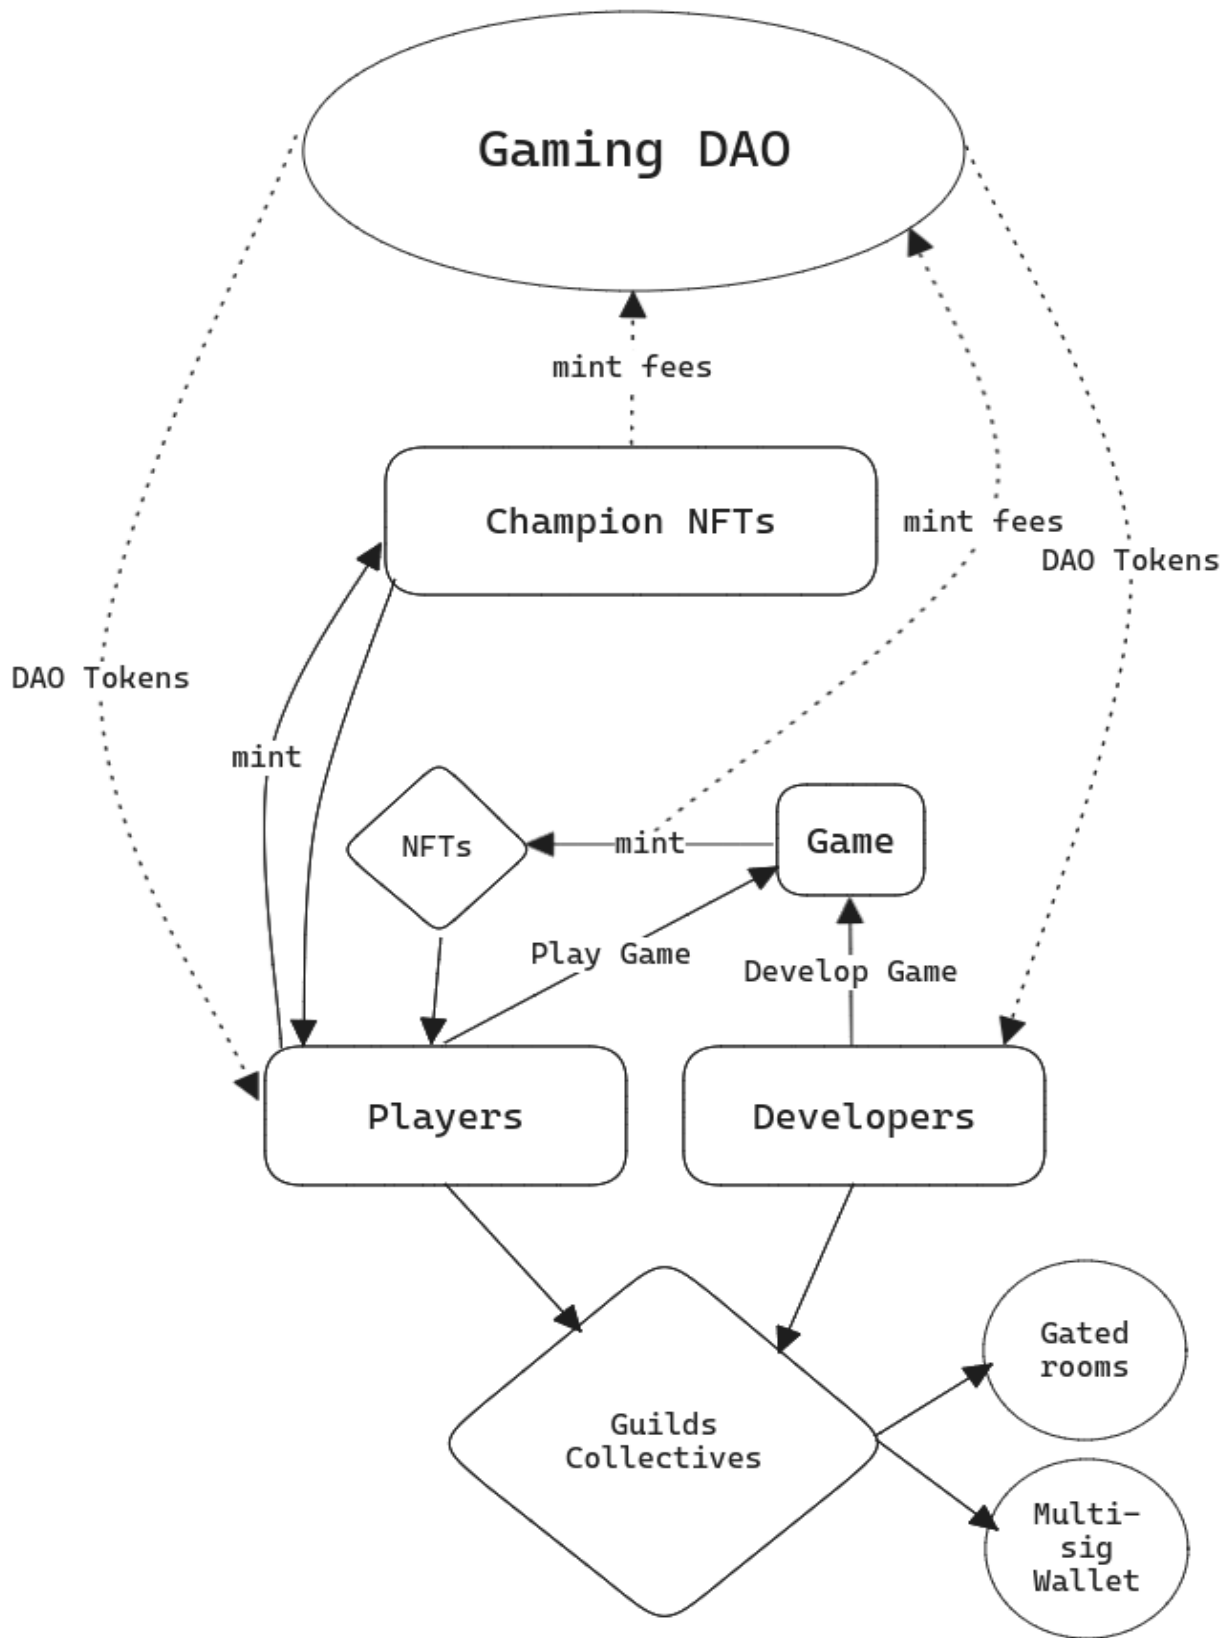 Gaming DAO
mint fees
Champion NFTs
mint fees
DAO Tokens
DAO Tokens
mint
NFTs
mint
Game
Play Game
Develop Game
Players
Developers
Gated
rooms
Guilds
Collectives
Multi-
sig
Wallet